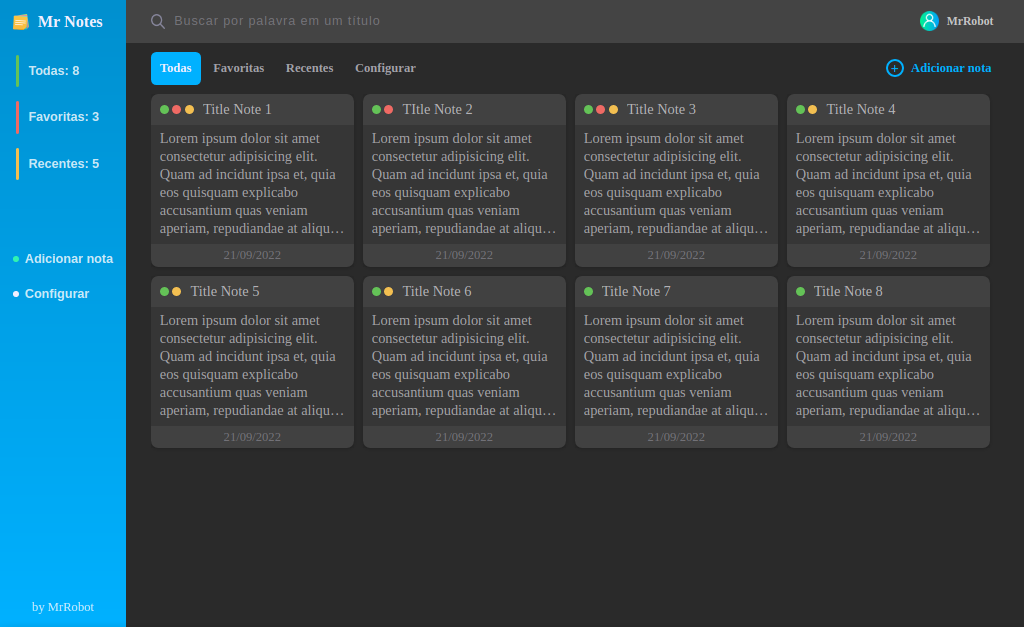 Mr Notes
Todas: 8
Favoritas: 3
Recentes: 5
Adicionar nota
Configurar
by MrRobot
Buscar por palavra em um título
MrRobot
Todas
Favoritas
Recentes
Configurar
Adicionar nota
Title Note 1
Lorem ipsum dolor sit amet
consectetur adipisicing elit.
Quam ad incidunt ipsa et, quia
eos quisquam explicabo
accusantium quas veniam
aperiam, repudiandae at aliqu…
21/09/2022
TItle Note 2
Lorem ipsum dolor sit amet
consectetur adipisicing elit.
Quam ad incidunt ipsa et, quia
eos quisquam explicabo
accusantium quas veniam
aperiam, repudiandae at aliqu…
21/09/2022
Title Note 3
Lorem ipsum dolor sit amet
consectetur adipisicing elit.
Quam ad incidunt ipsa et, quia
eos quisquam explicabo
accusantium quas veniam
aperiam, repudiandae at aliqu…
21/09/2022
Title Note 4
Lorem ipsum dolor sit amet
consectetur adipisicing elit.
Quam ad incidunt ipsa et, quia
eos quisquam explicabo
accusantium quas veniam
aperiam, repudiandae at aliqu…
21/09/2022
Title Note 5
Lorem ipsum dolor sit amet
consectetur adipisicing elit.
Quam ad incidunt ipsa et, quia
eos quisquam explicabo
accusantium quas veniam
aperiam, repudiandae at aliqu…
21/09/2022
Title Note 6
Lorem ipsum dolor sit amet
consectetur adipisicing elit.
Quam ad incidunt ipsa et, quia
eos quisquam explicabo
accusantium quas veniam
aperiam, repudiandae at aliqu…
21/09/2022
Title Note 7
Lorem ipsum dolor sit amet
consectetur adipisicing elit.
Quam ad incidunt ipsa et, quia
eos quisquam explicabo
accusantium quas veniam
aperiam, repudiandae at aliqu…
21/09/2022
Title Note 8
Lorem ipsum dolor sit amet
consectetur adipisicing elit.
Quam ad incidunt ipsa et, quia
eos quisquam explicabo
accusantium quas veniam
aperiam, repudiandae at aliqu…
21/09/2022